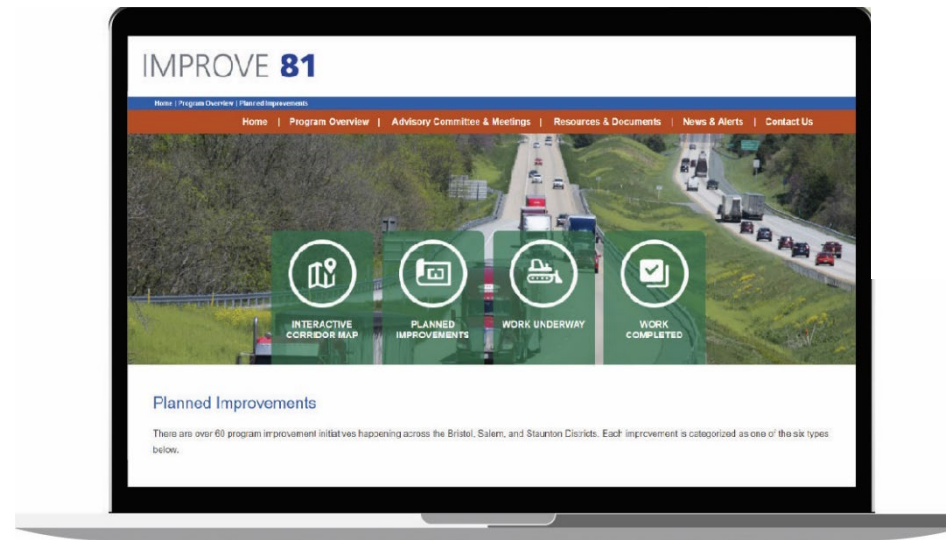 IMPROVE 81
Home | Program Overview | Planned Improvements
Home | Program Overview | Advisory Committee & Meetings | Resources & Documents | News & Alerts | Contact Us
INTERACTIVE
CORRIDOR MAP
PLANNED
IMPROVEMENTS
WORK UNDERWAY
WORK
COMPLETED
Planned Improvements
There are over 60 program improvement initiatives happening across the Bristol, Salem, and Staunton Districts. Each improvement is categorized as one of the six types
below.